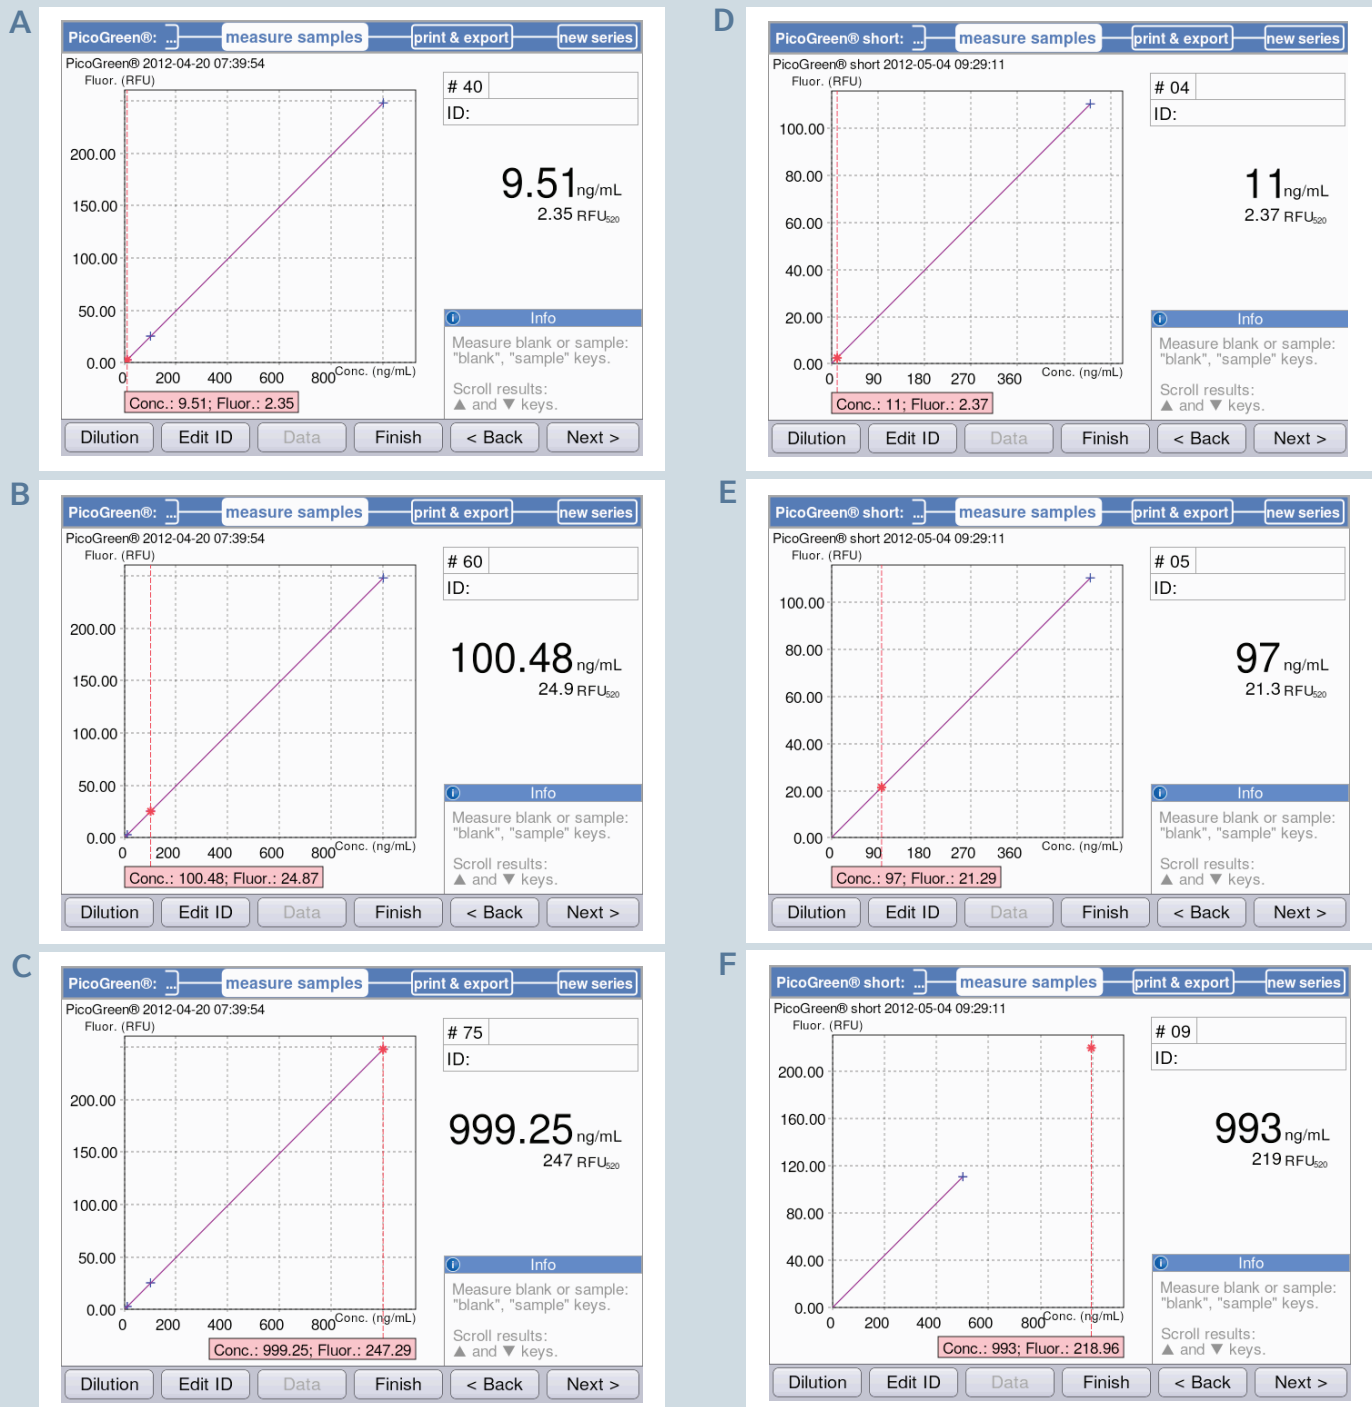 A
PicoGreen®: ... measure samples print & export new series
PicoGreen® 2012-04-20 07:39:54
Fluor. (RFU)
# 40
ID:
200.00
150.00
100.00
50.00
0.00
9.51 ng/mL
2.35 RFU520
0 200 400 600 800 Conc. (ng/mL)
Conc.: 9.51; Fluor.: 2.35
Info
Measure blank or sample:
"blank", "sample" keys.
Scroll results:
▲ and ▼ keys.
Dilution Edit ID Data Finish < Back Next >
B
PicoGreen®: ... measure samples print & export new series
PicoGreen® 2012-04-20 07:39:54
Fluor. (RFU)
# 60
ID:
200.00
150.00
100.00
50.00
0.00
100.48 ng/mL
24.9 RFU520
0 200 400 600 800 Conc. (ng/mL)
Conc.: 100.48; Fluor.: 24.87
Info
Measure blank or sample:
"blank", "sample" keys.
Scroll results:
▲ and ▼ keys.
Dilution Edit ID Data Finish < Back Next >
C
PicoGreen®: ... measure samples print & export new series
PicoGreen® 2012-04-20 07:39:54
Fluor. (RFU)
# 75
ID:
200.00
150.00
100.00
50.00
0.00
999.25 ng/mL
247 RFU520
0 200 400 600 800 Conc. (ng/mL)
Conc.: 999.25; Fluor.: 247.29
Info
Measure blank or sample:
"blank", "sample" keys.
Scroll results:
▲ and ▼ keys.
Dilution Edit ID Data Finish < Back Next >
D
PicoGreen® short: ... measure samples print & export new series
PicoGreen® short 2012-05-04 09:29:11
Fluor. (RFU)
# 04
ID:
100.00
80.00
60.00
40.00
20.00
0.00
11 ng/mL
2.37 RFU520
0 90 180 270 360 Conc. (ng/mL)
Conc.: 11; Fluor.: 2.37
Info
Measure blank or sample:
"blank", "sample" keys.
Scroll results:
▲ and ▼ keys.
Dilution Edit ID Data Finish < Back Next >
E
PicoGreen® short: ... measure samples print & export new series
PicoGreen® short 2012-05-04 09:29:11
Fluor. (RFU)
# 05
ID:
100.00
80.00
60.00
40.00
20.00
0.00
97 ng/mL
21.3 RFU520
0 90 180 270 360 Conc. (ng/mL)
Conc.: 97; Fluor.: 21.29
Info
Measure blank or sample:
"blank", "sample" keys.
Scroll results:
▲ and ▼ keys.
Dilution Edit ID Data Finish < Back Next >
F
PicoGreen® short: ... measure samples print & export new series
PicoGreen® short 2012-05-04 09:29:11
Fluor. (RFU)
# 09
ID:
200.00
160.00
120.00
80.00
40.00
0.00
993 ng/mL
219 RFU520
0 200 400 600 800 Conc. (ng/mL)
Conc.: 993; Fluor.: 218.96
Info
Measure blank or sample:
"blank", "sample" keys.
Scroll results:
▲ and ▼ keys.
Dilution Edit ID Data Finish < Back Next >